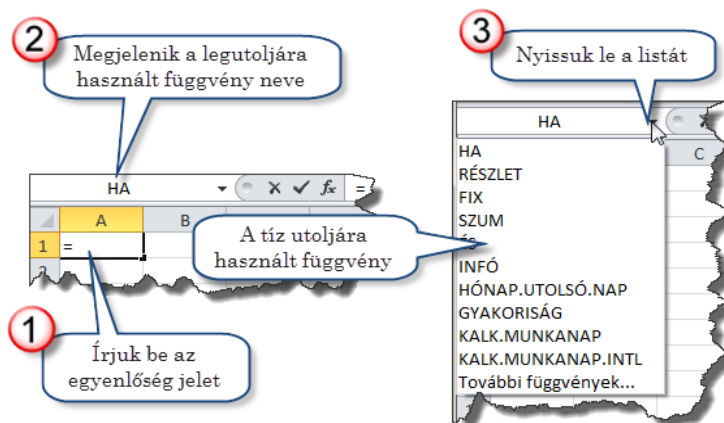 2
Megjelenik a legutoljára
használt függvény neve
HA
fx
=
A
B
1
=
1
Írjuk be az
egyenlőség jelet
3
Nyissuk le a listát
HA
C
HA
RÉSZLET
FIX
SZUM
INFÓ
HÓNAP.UTOLSÓ.NAP
GYAKORISÁG
KALK.MUNKANAP
KALK.MUNKANAP.INTL
További függvények...
A tíz utoljára
használt függvény